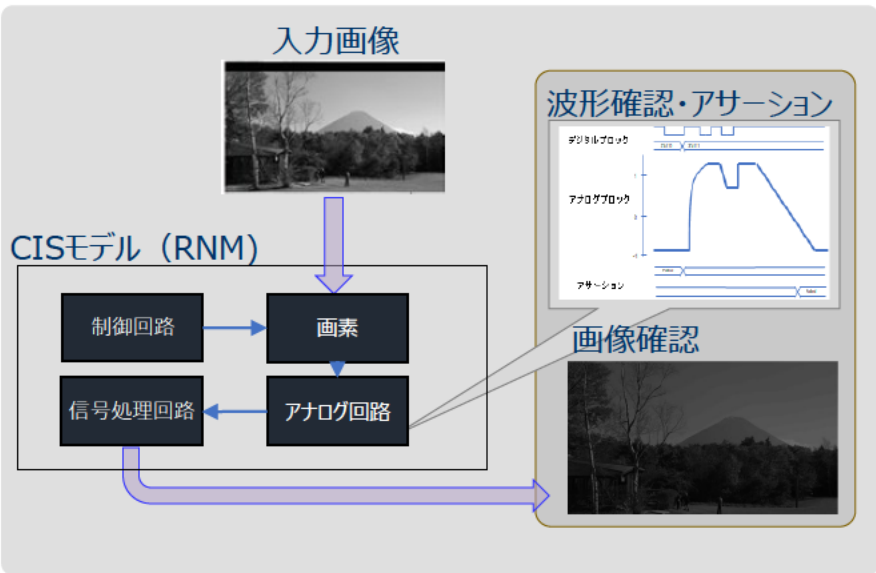 入力画像
波形確認・アサーション
デジタルブロック
アナログブロック
1
0
-1
アサーション
CISモデル（RNM)
制御回路
画素
信号処理回路
アナログ回路
画像確認